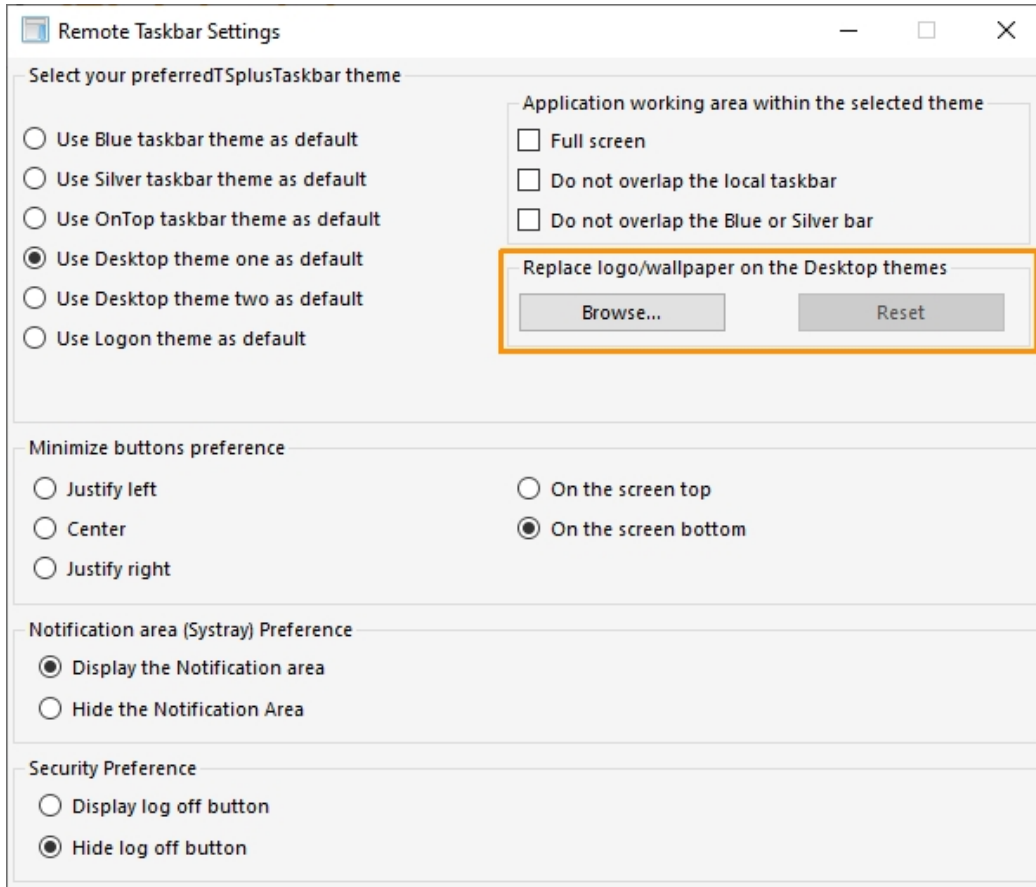 Remote Taskbar Settings
Select your preferredTSplusTaskbar theme
Use Blue taskbar theme as default
Use Silver taskbar theme as default
Use OnTop taskbar theme as default
Use Desktop theme one as default
Use Desktop theme two as default
Use Logon theme as default
Application working area within the selected theme
Full screen
Do not overlap the local taskbar
Do not overlap the Blue or Silver bar
Replace logo/wallpaper on the Desktop themes
Browse... Reset
Minimize buttons preference
Justify left
Center
Justify right
On the screen top
On the screen bottom
Notification area (Systray) Preference
Display the Notification area
Hide the Notification Area
Security Preference
Display log off button
Hide log off button